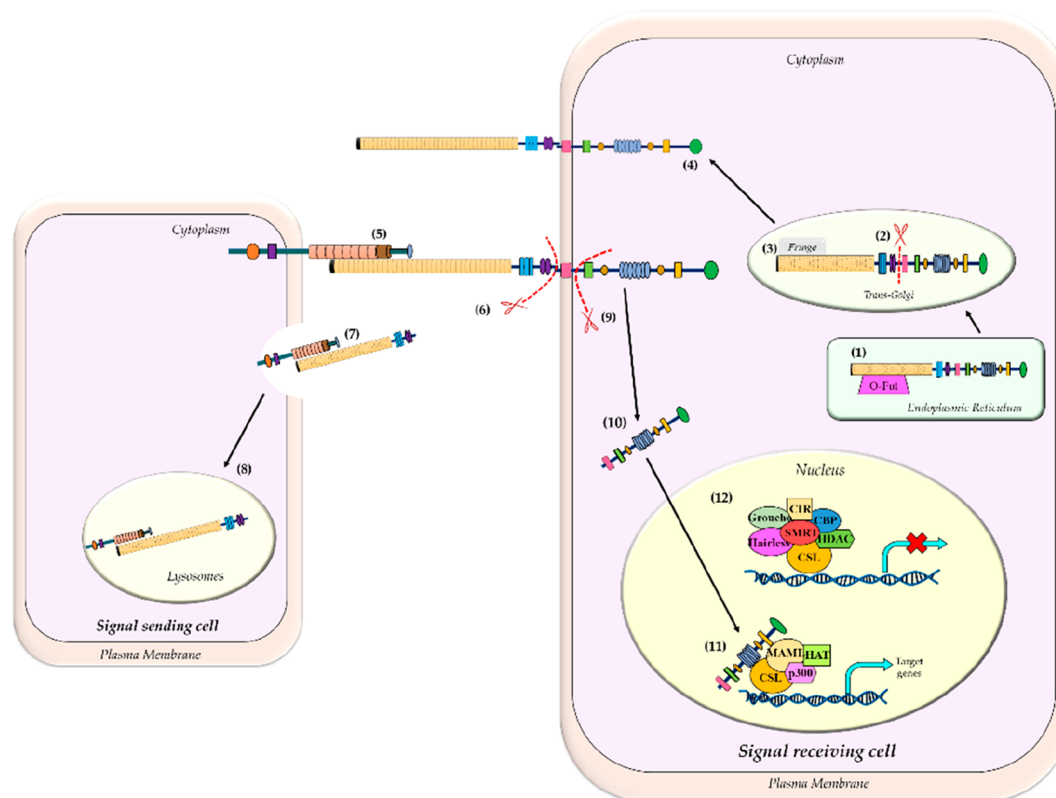 Cytoplasm
(4)
Cytoplasm
(5)
(3)
Fringe
(2)
Trans-Golgi
(6)
(9)
(7)
(1)
O-Fut
Endoplasmic Reticulum
(10)
(8)
Lysosomes
Signal sending cell
Plasma Membrane
Nucleus
(12)
CIR
Groucho
CBP
SMRT
Hairless
HDAC
CSL
(11)
MAML
HAT
CSL
p300
Target
genes
Signal receiving cell
Plasma Membrane